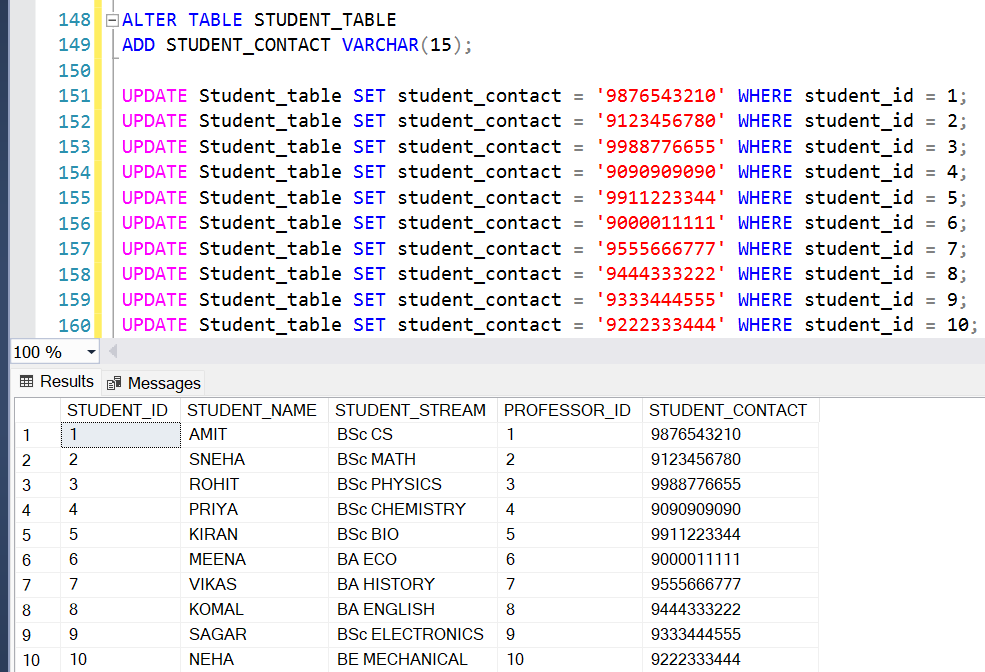 148 ALTER TABLE STUDENT_TABLE
149 ADD STUDENT_CONTACT VARCHAR(15);
150
151 UPDATE Student_table SET student_contact = '9876543210' WHERE student_id = 1;
152 UPDATE Student_table SET student_contact = '9123456780' WHERE student_id = 2;
153 UPDATE Student_table SET student_contact = '9988776655' WHERE student_id = 3;
154 UPDATE Student_table SET student_contact = '9090909090' WHERE student_id = 4;
155 UPDATE Student_table SET student_contact = '9911223344' WHERE student_id = 5;
156 UPDATE Student_table SET student_contact = '9000011111' WHERE student_id = 6;
157 UPDATE Student_table SET student_contact = '9555666777' WHERE student_id = 7;
158 UPDATE Student_table SET student_contact = '9444333222' WHERE student_id = 8;
159 UPDATE Student_table SET student_contact = '9333444555' WHERE student_id = 9;
160 UPDATE Student_table SET student_contact = '9222333444' WHERE student_id = 10;
100 %
Results Messages
STUDENT_ID STUDENT_NAME STUDENT_STREAM PROFESSOR_ID STUDENT_CONTACT
1 1 AMIT BSc CS 1 9876543210
2 2 SNEHA BSc MATH 2 9123456780
3 3 ROHIT BSc PHYSICS 3 9988776655
4 4 PRIYA BSc CHEMISTRY 4 9090909090
5 5 KIRAN BSc BIO 5 9911223344
6 6 MEENA BA ECO 6 9000011111
7 7 VIKAS BA HISTORY 7 9555666777
8 8 KOMAL BA ENGLISH 8 9444333222
9 9 SAGAR BSc ELECTRONICS 9 9333444555
10 10 NEHA BE MECHANICAL 10 9222333444